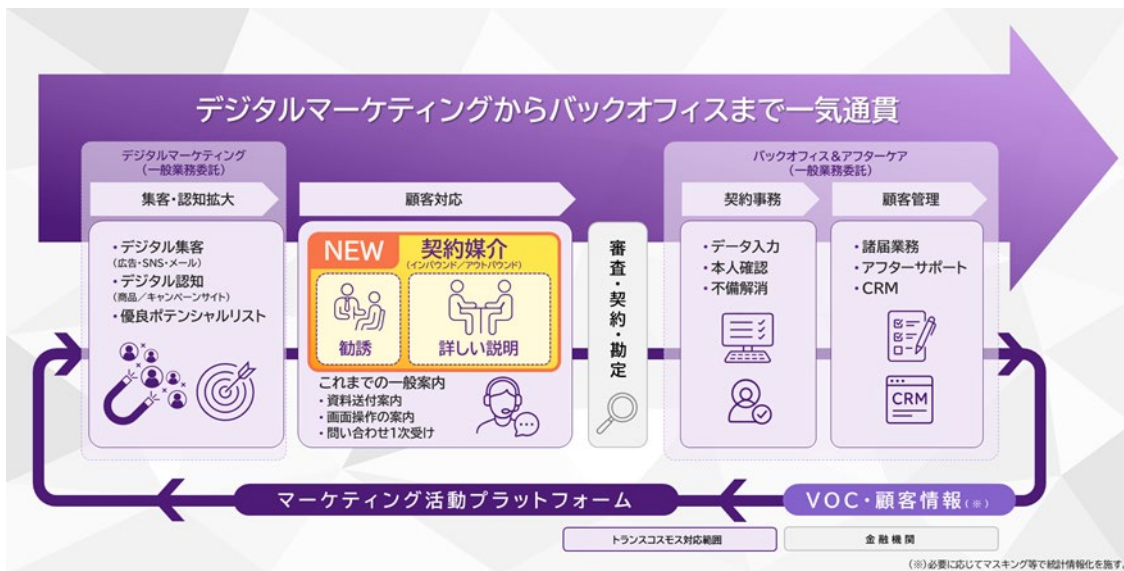 デジタルマーケティングからバックオフィスまで一気通貫
デジタルマーケティング
（一般業務委託）
集客・認知拡大
・デジタル集客
（広告・SNS・メール）
・デジタル認知
（商品／キャンペーンサイト）
・優良ポテンシャルリスト
顧客対応
NEW
契約媒介
（インバウンド／アウトバウンド）
勧誘
詳しい説明
これまでの一般案内
・資料送付案内
・画面操作の案内
・問い合わせ1次受け
審査・契約・勘定
バックオフィス＆アフターケア
（一般業務委託）
契約事務
・データ入力
・本人確認
・不備解消
顧客管理
・諸届業務
・アフターサポート
・CRM
CRM
マーケティング活動プラットフォーム
VOC・顧客情報（※）
トランスコスモス対応範囲
金融機関
（※）必要に応じてマスキング等で統計情報化を施す。